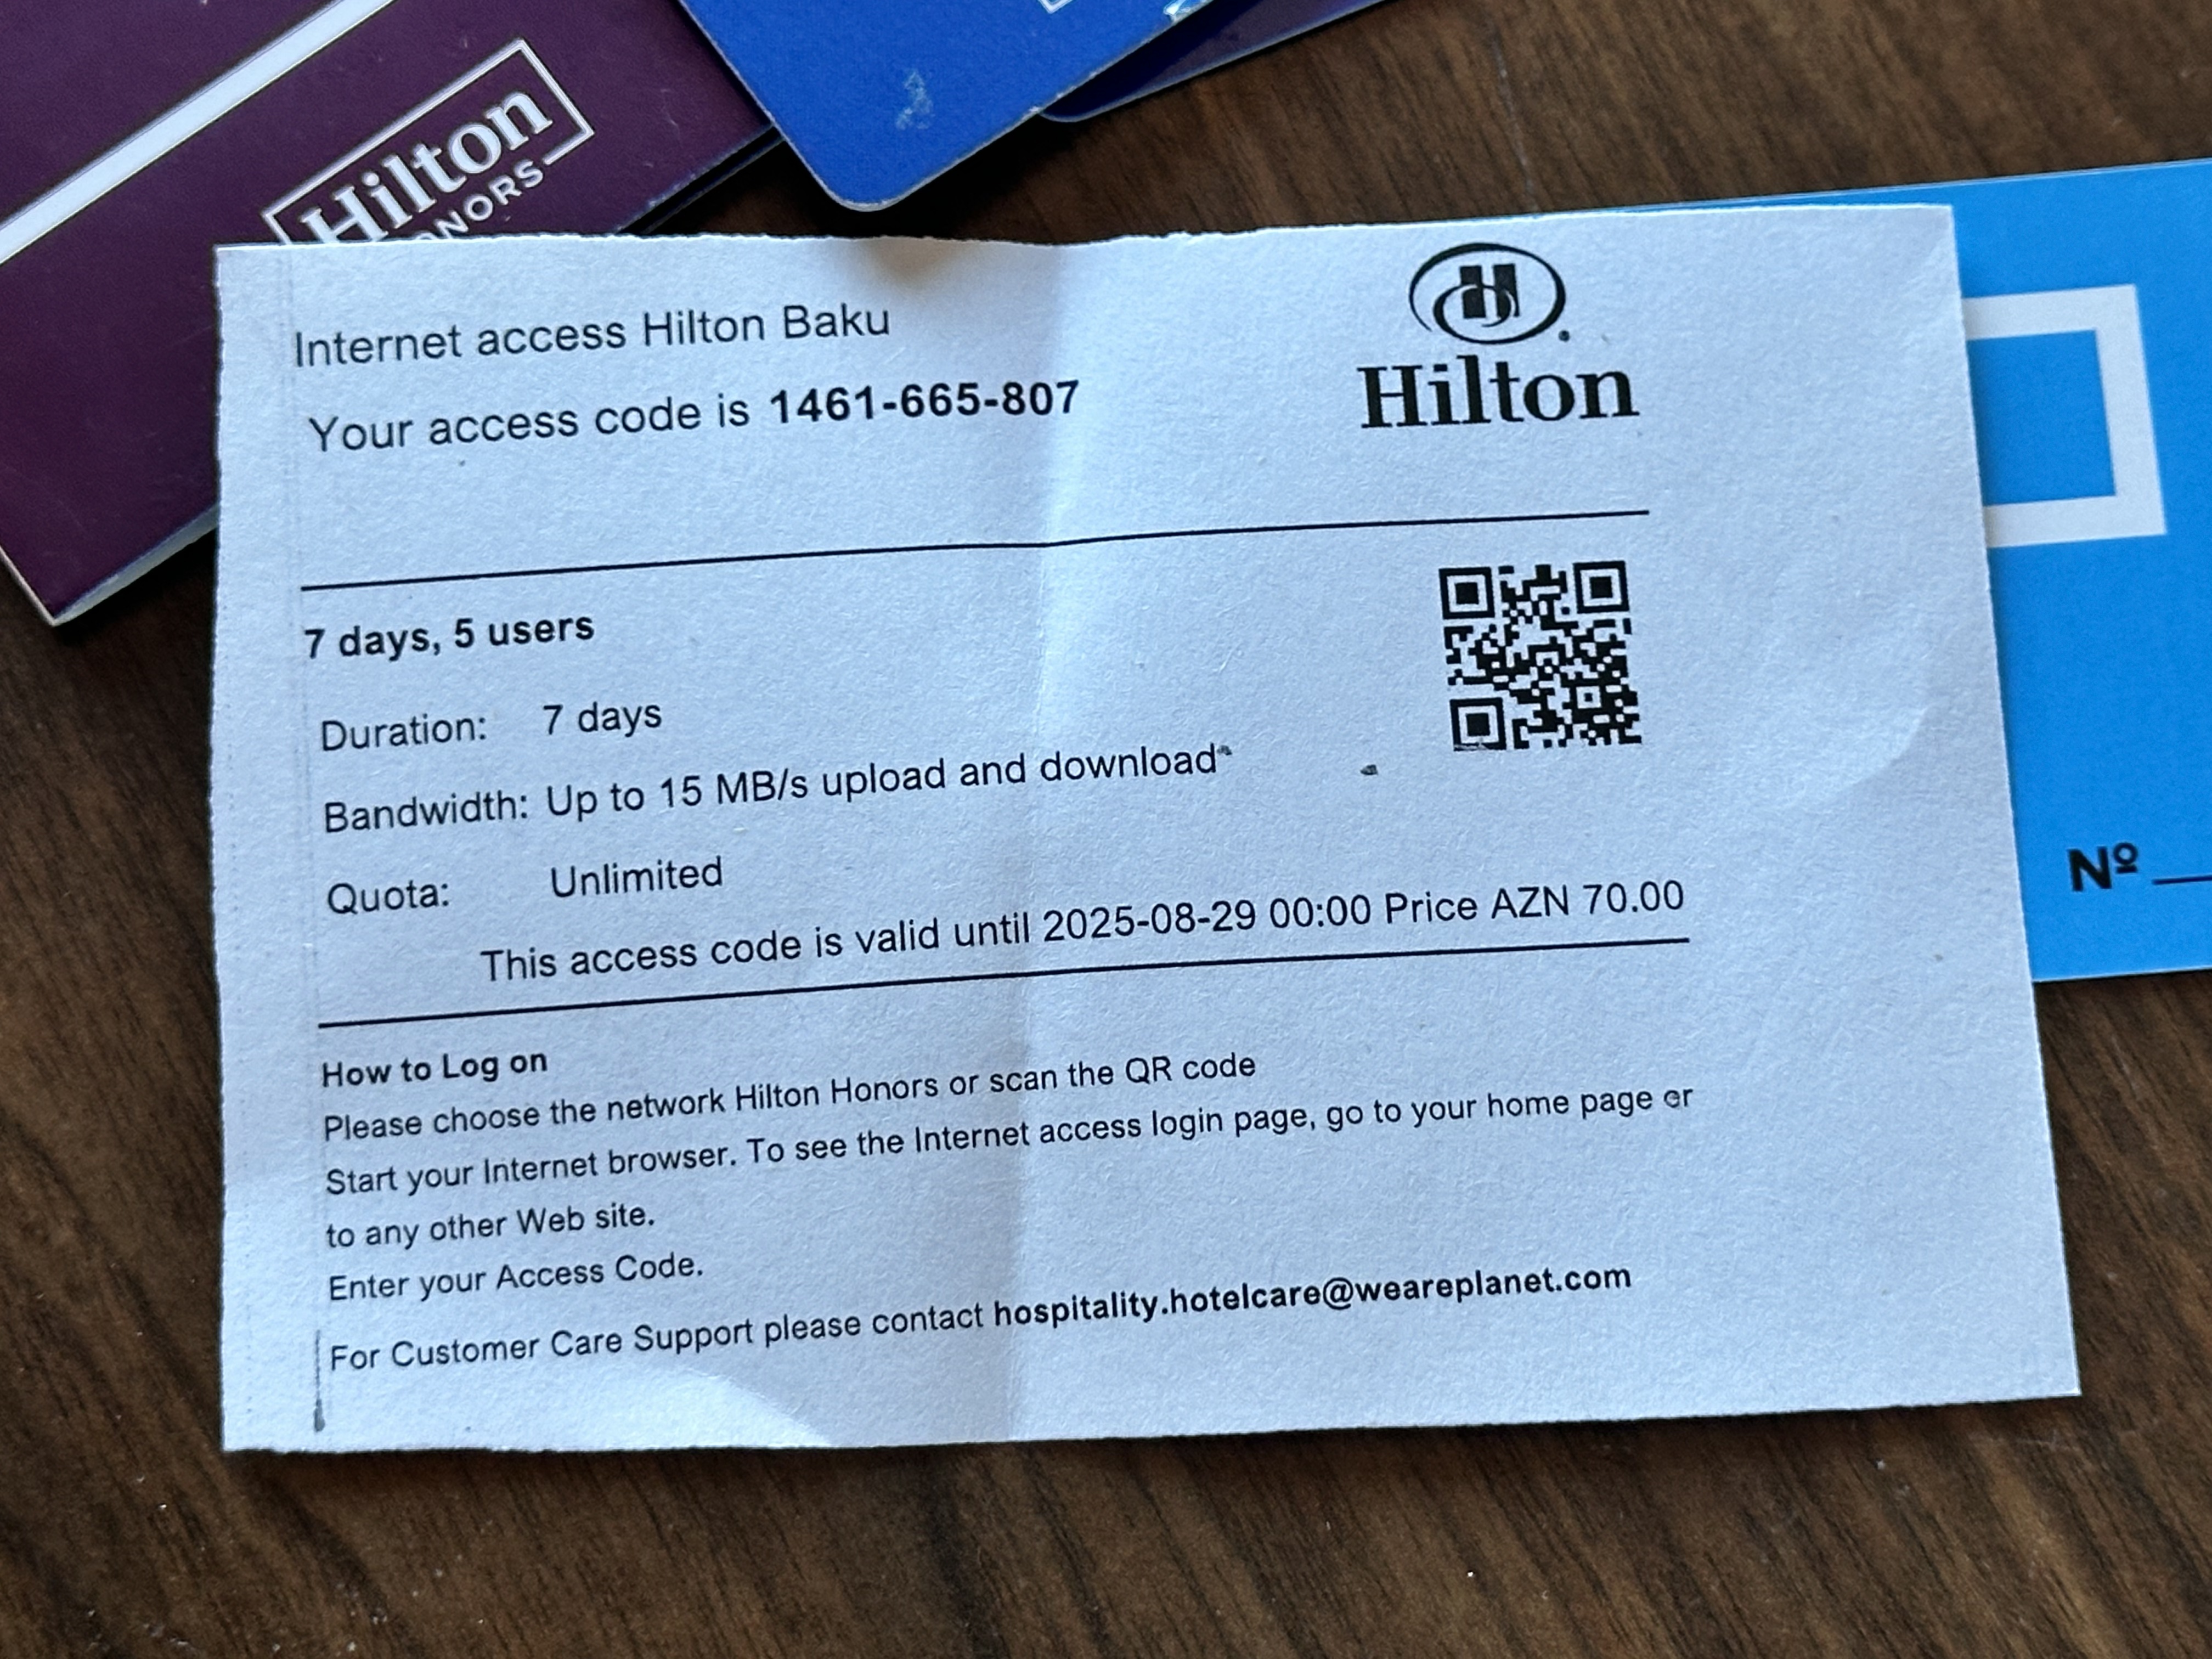 Hilton
HONORS
Internet access Hilton Baku
Your access code is 1461-665-807
Hilton
7 days, 5 users
Duration: 7 days
Bandwidth: Up to 15 MB/s upload and download*
Quota: Unlimited
This access code is valid until 2025-08-29 00:00 Price AZN 70.00
How to Log on
Please choose the network Hilton Honors or scan the QR code
Start your Internet browser. To see the Internet access login page, go to your home page or
to any other Web site.
Enter your Access Code.
For Customer Care Support please contact hospitality.hotelcare@weareplanet.com
Nº